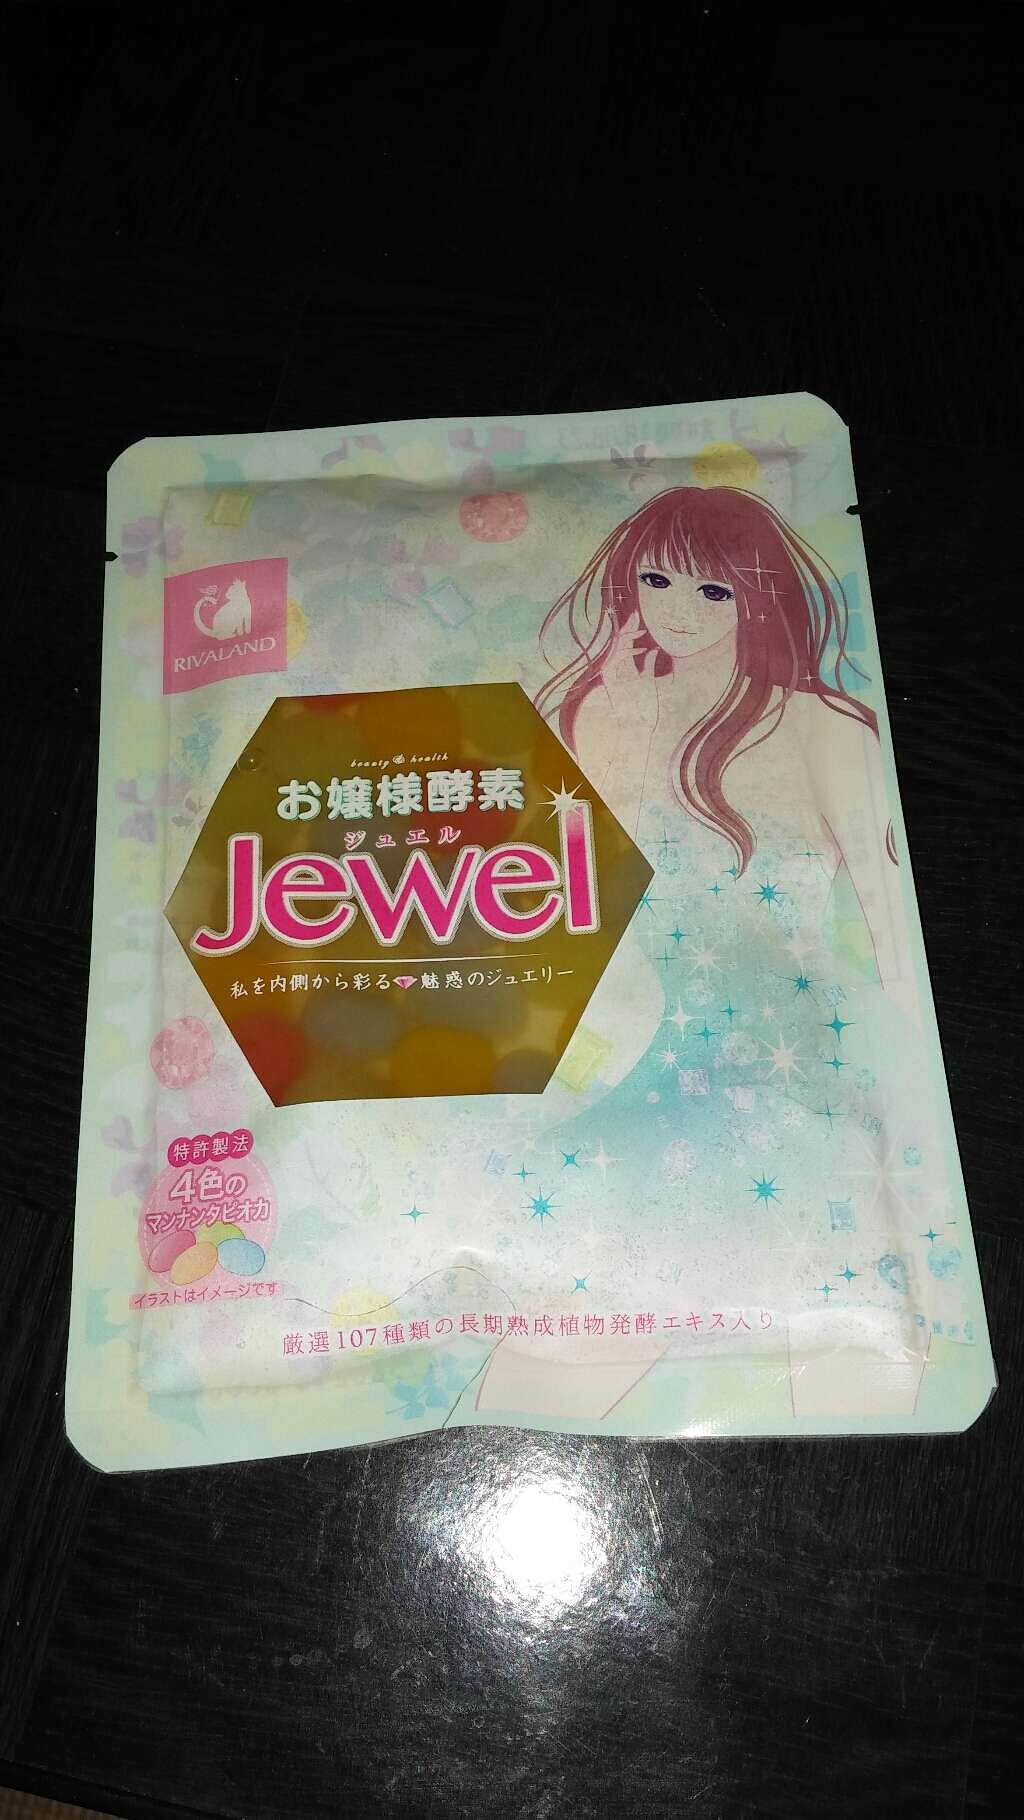 RIVALAND
beauty & health
お嬢様酵素
ジュエル
Jewel
私を内側から彩る魅惑のジュエリー
特許製法
4色の
マンナンタピオカ
イラストはイメージです
厳選107種類の長期熟成植物発酵エキス入り